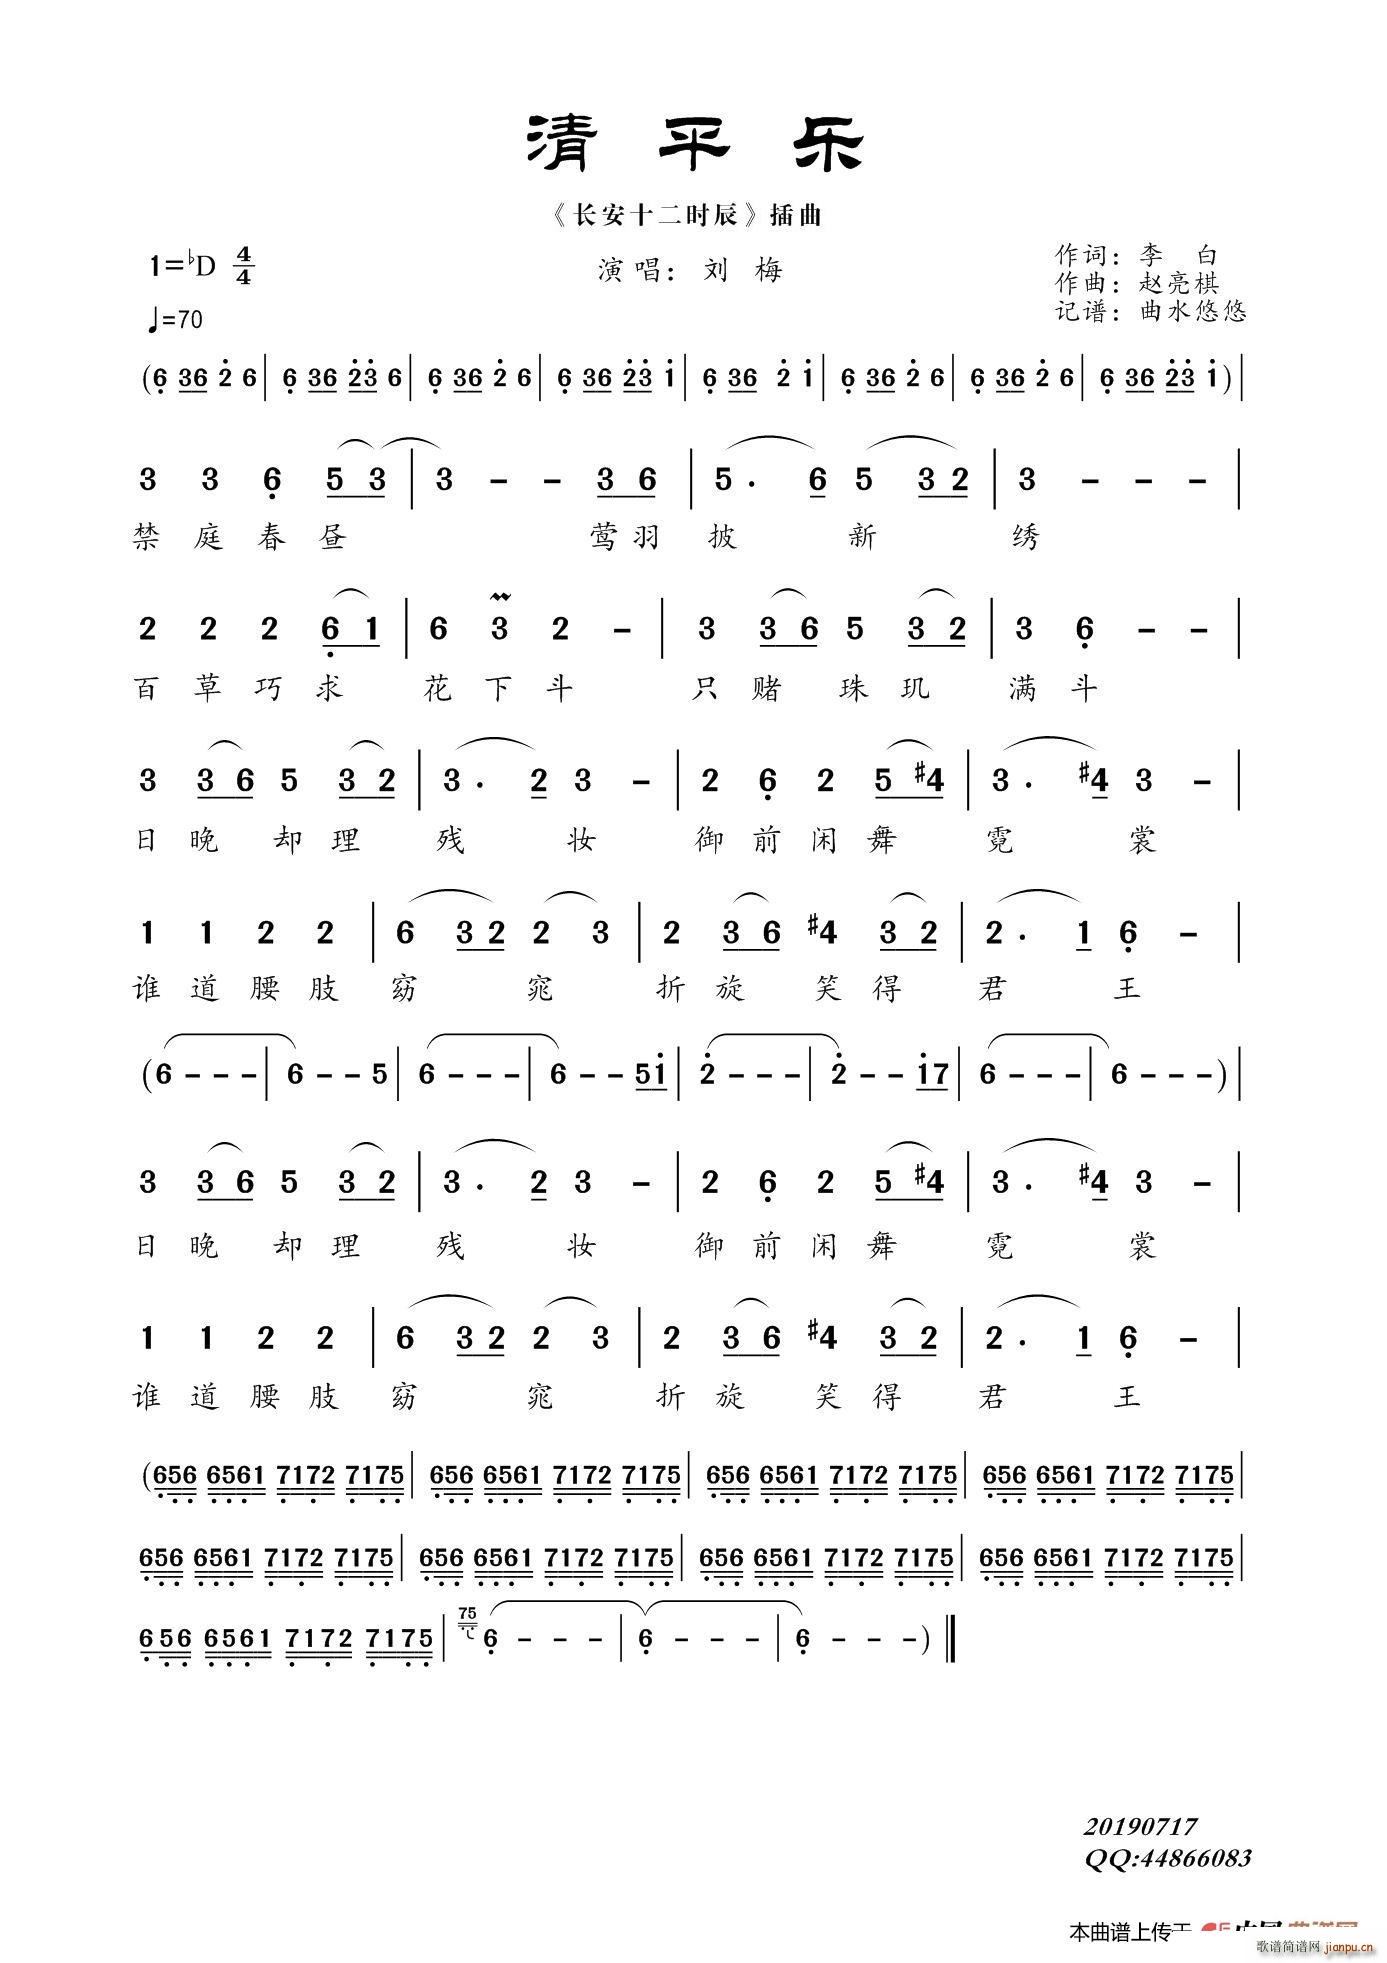 清平乐
《长安十二时辰》插曲
1=♭D 4/4
演唱：刘梅
作词：李白
作曲：赵亮棋
记谱：曲水悠悠
♩=70
(6 36 2 6 | 6 36 23 6 | 6 36 2 6 | 6 36 23 1 | 6 36 2 1 | 6 36 2 6 | 6 36 2 6 | 6 36 23 1) |
3 3 6 5 3 | 3 - - 3 6 | 5 . 6 5 3 2 | 3 - - - |
禁庭春昼 莺羽披新绣
2 2 2 6 1 | 6 3 2 - | 3 3 6 5 3 2 | 3 6 - - |
百草巧求花下斗 只赌珠玑满斗
3 3 6 5 3 2 | 3 . 2 3 - | 2 6 2 5 #4 | 3 . #4 3 - |
日晚却理残妆 御前闲舞霓裳
1 1 2 2 | 6 3 2 2 3 | 2 3 6 #4 3 2 | 2 . 1 6 - |
谁道腰肢窈窕 折旋笑得君王
(6 - - - | 6 - - 5 | 6 - - - | 6 - - 51 | 2 - - - | 2 - - 17 | 6 - - - | 6 - - -) |
3 3 6 5 3 2 | 3 . 2 3 - | 2 6 2 5 #4 | 3 . #4 3 - |
日晚却理残妆 御前闲舞霓裳
1 1 2 2 | 6 3 2 2 3 | 2 3 6 #4 3 2 | 2 . 1 6 - |
谁道腰肢窈窕 折旋笑得君王
(656 6561 7172 7175 | 656 6561 7172 7175 | 656 6561 7172 7175 | 656 6561 7172 7175 |
656 6561 7172 7175 | 656 6561 7172 7175 | 656 6561 7172 7175 | 656 6561 7172 7175 |
656 6561 7172 7175 | 75 6 - - - | 6 - - - | 6 - - -) ‖
20190717
QQ:44866083
本曲谱上传于
歌谱简谱网 jianpu.cn